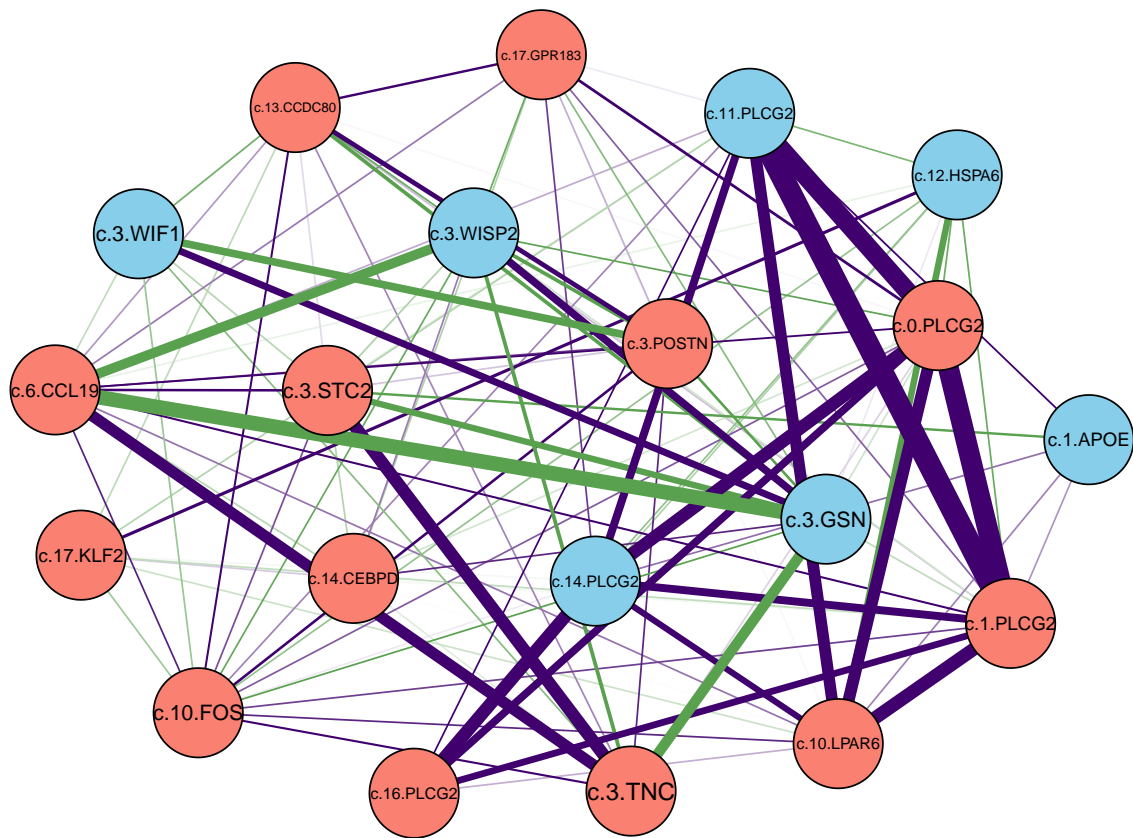 c.17.GPR183
c.13.CCDC80
c.11.PLCG2
c.12.HSPA6
c.3.WIF1
c.3.WISP2
c.0.PLCG2
c.3.POSTN
c.6.CCL19
c.3.STC2
c.1.APOE
c.3.GSN
c.17.KLF2
c.14.CEBPD
c.14.PLCG2
c.1.PLCG2
c.10.FOS
c.10.LPAR6
c.16.PLCG2
c.3.TNC